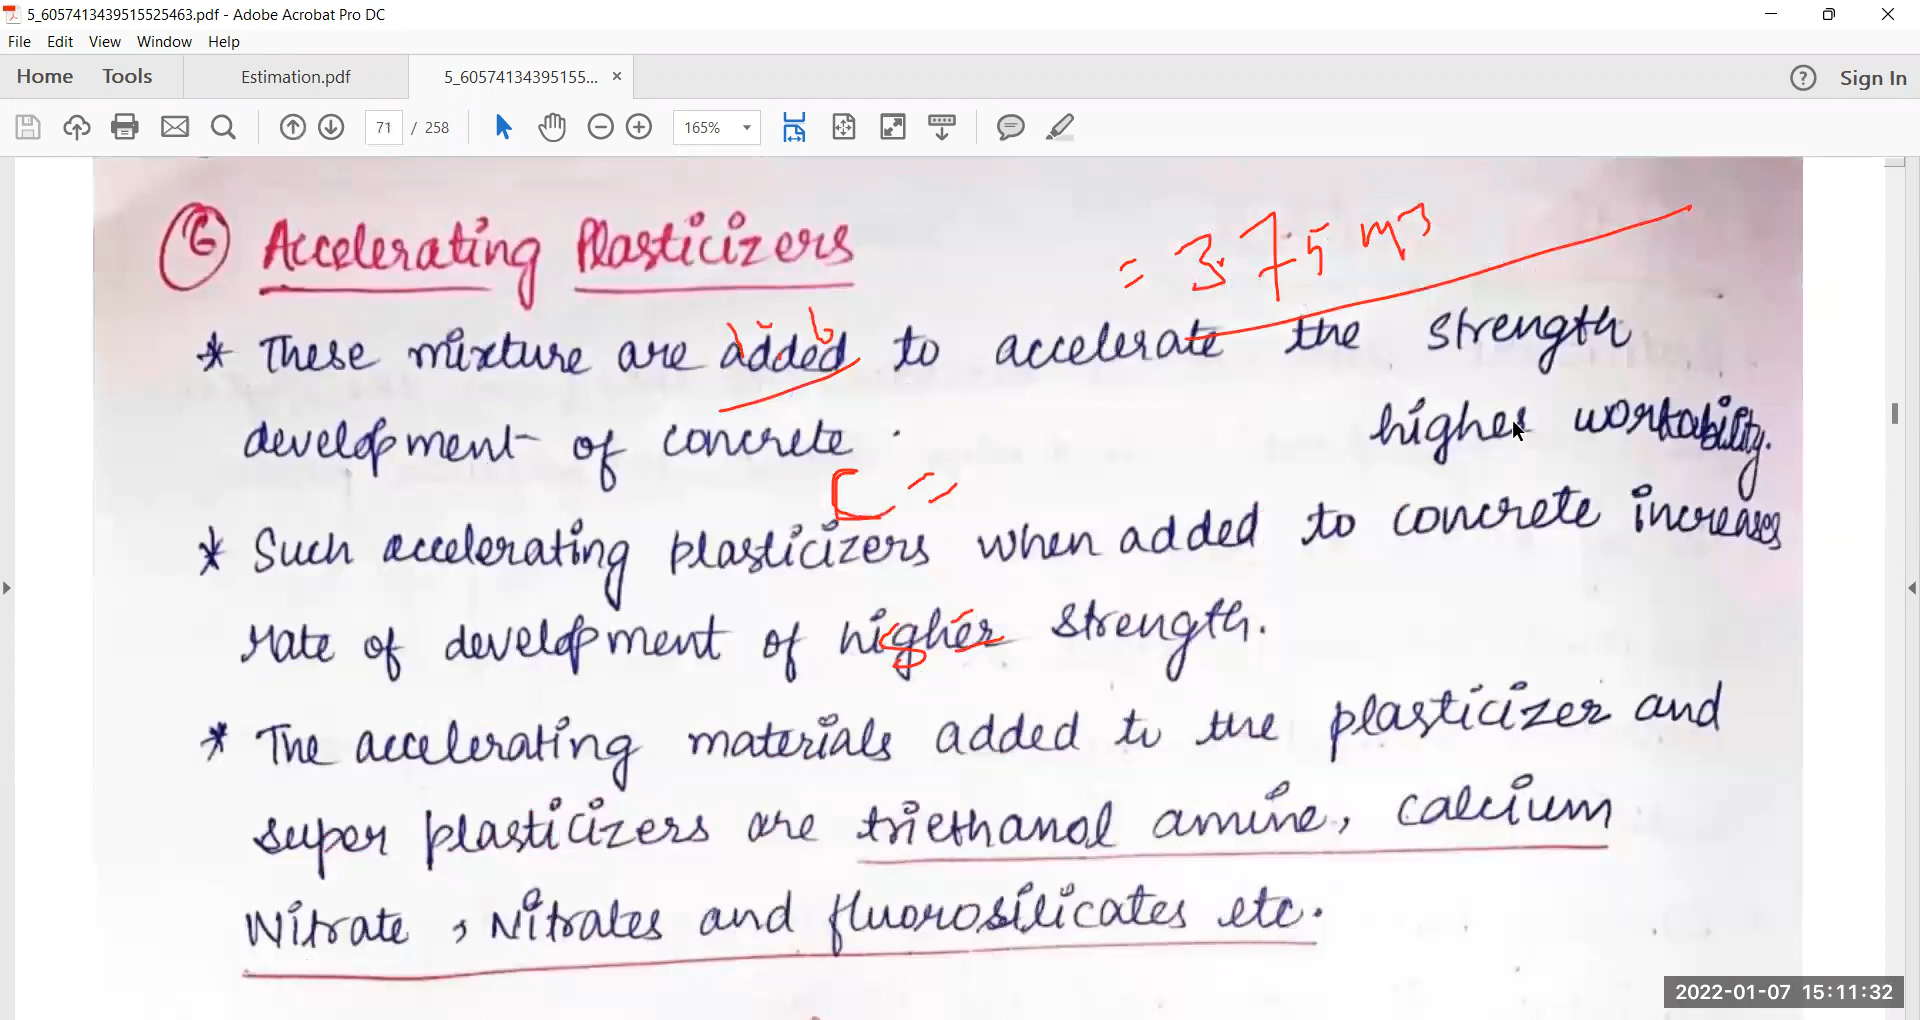 5_6057413439515525463.pdf - Adobe Acrobat Pro DC
File Edit View Window Help
Home Tools Estimation.pdf 5_60574134395155... × Sign In
71 / 258 165%
6 Accelerating Plasticizers
= 3.75 m3
* These mixture are added to accelerate the strength
development of concrete.
higher workability.
C =
* Such accelerating plasticizers when added to concrete increases
rate of development of higher strength.
* The accelerating materials added to the plasticizer and
super plasticizers are triethanol amine, calcium
Nitrate, Nitrates and fluorosilicates etc.
2022-01-07 15:11:32